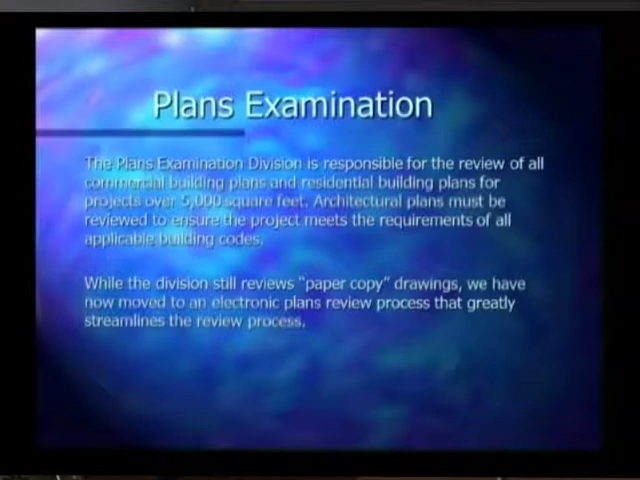 Plans Examination
The Plans Examination Division is responsible for the review of all
commercial building plans and residential building plans for
projects over 5,000 square feet. Architectural plans must be
reviewed to ensure the project meets the requirements of all
applicable building codes.
While the division still reviews "paper copy" drawings, we have
now moved to an electronic plans review process that greatly
streamlines the review process.